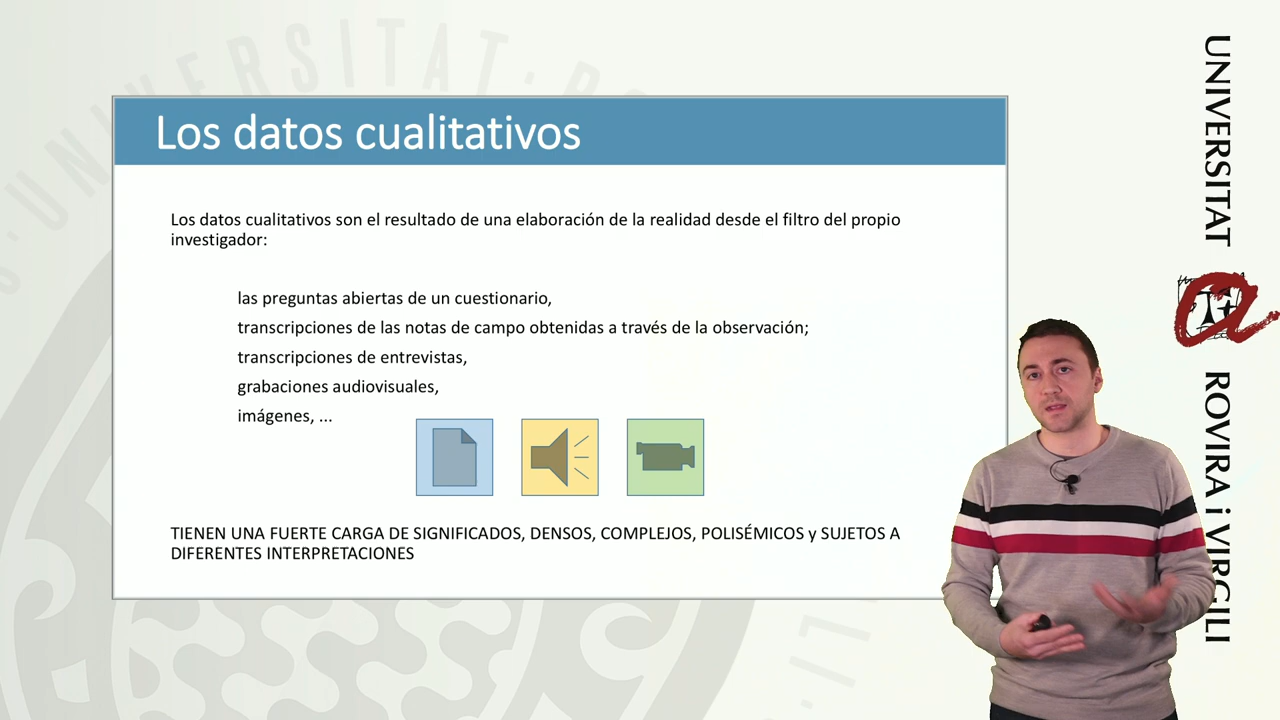 Los datos cualitativos
Los datos cualitativos son el resultado de una elaboración de la realidad desde el filtro del propio
investigador:
las preguntas abiertas de un cuestionario,
transcripciones de las notas de campo obtenidas a través de la observación;
transcripciones de entrevistas,
grabaciones audiovisuales,
imágenes, ...
TIENEN UNA FUERTE CARGA DE SIGNIFICADOS, DENSOS, COMPLEJOS, POLISÉMICOS y SUJETOS A
DIFERENTES INTERPRETACIONES
UNIVERSITAT
ROVIRA i VIRGILI